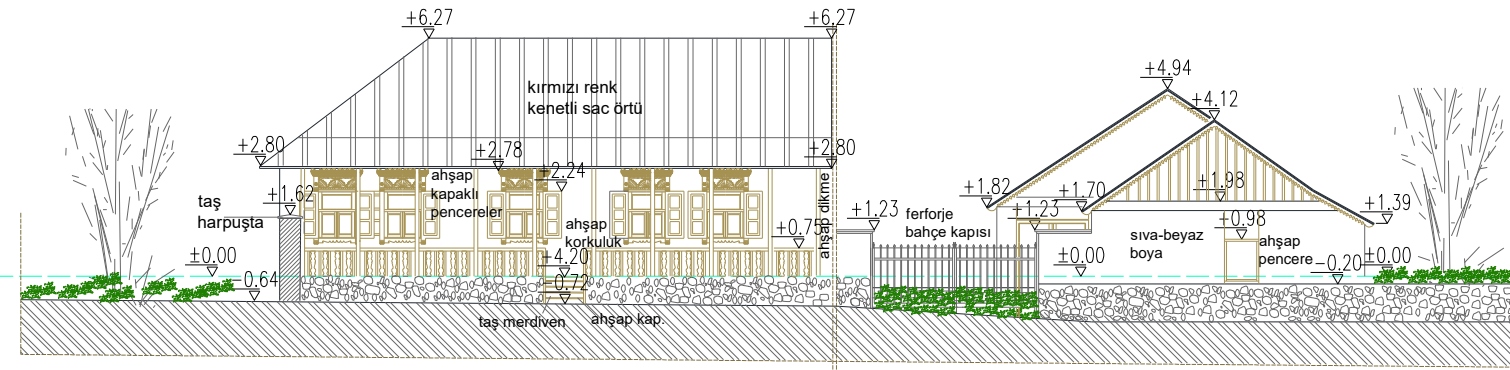 +6.27
+6.27
kırmızı renk
kenetli sac örtü
+4.94
+4.12
+2.80
+2.78
+2.80
ahşap
kapaklı
pencereler
+2.24
ahşap dikme
+1.98
+1.82
+1.70
taş
harpuşta
+1.62
+1.23
ferforje
bahçe kapısı
+1.23
+1.39
ahşap
korkuluk
+0.75
+0.98
sıva-beyaz
boya
ahşap
pencere
±0.00
+4.20
±0.00
-0.20
±0.00
-0.64
-0.72
taş merdiven
ahşap kap.